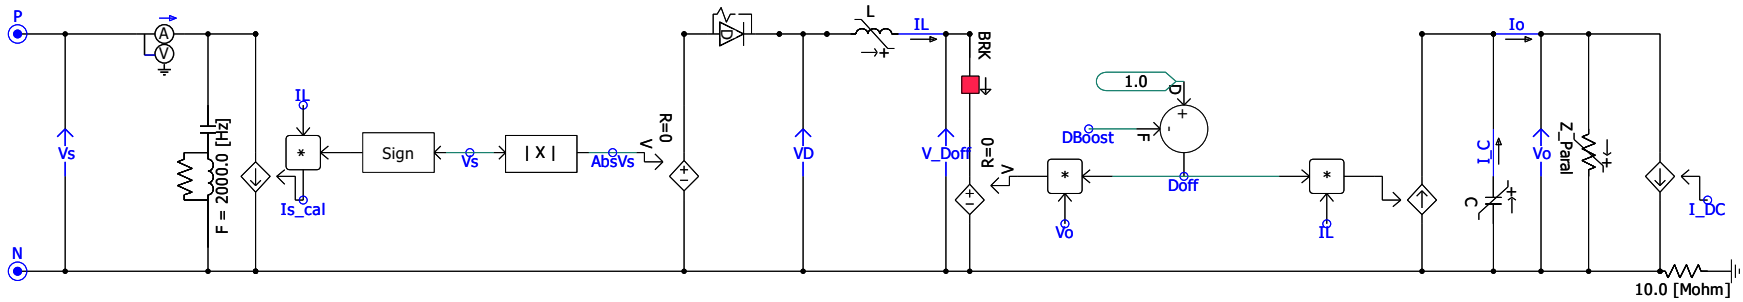 P
A
V
Vs
F = 2000.0 [Hz]
IL
*
Is_cal
Sign
Vs
| X |
AbsVs
R=0
V
+
-
D
VD
L
+
IL
BRK
V_Doff
R=0
V
+
-
1.0
D
+
-
F
DBoost
*
Doff
*
Vo
IL
Io
I_C
C
+
Vo
Z_Paral
+
I_DC
N
10.0 [Mohm]